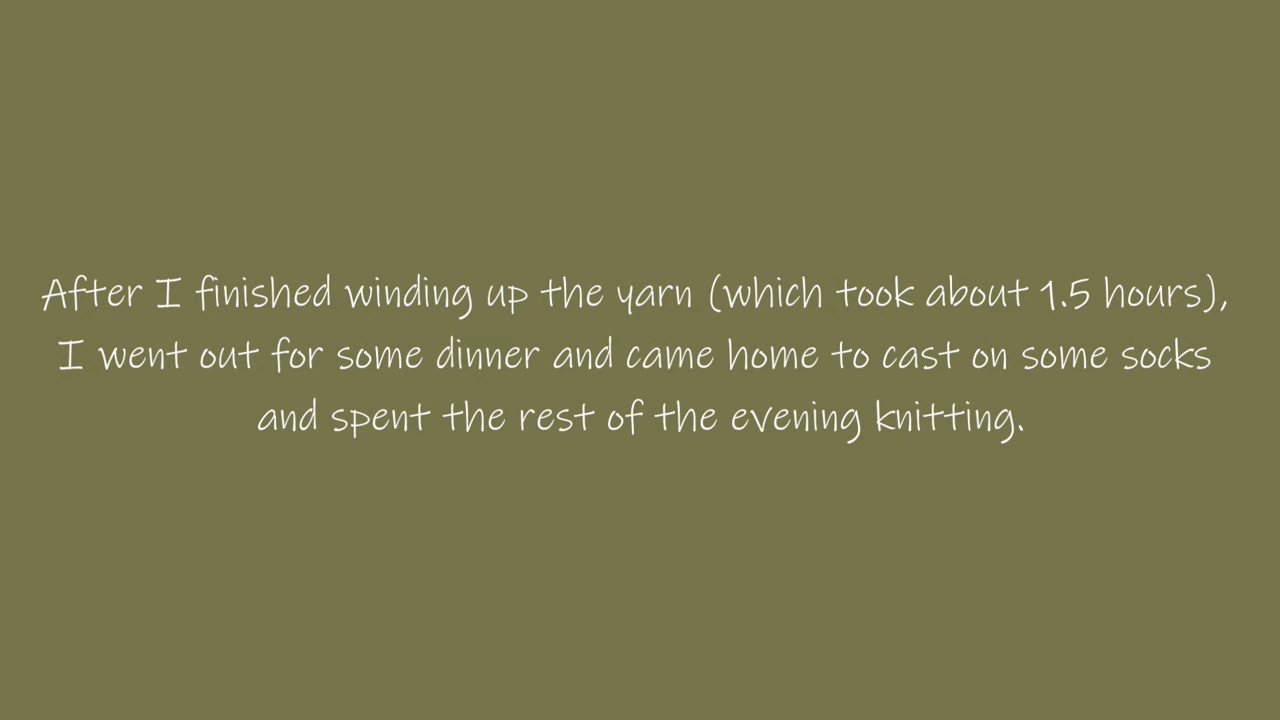 After I finished winding up the yarn (which took about 1.5 hours),
I went out for some dinner and came home to cast on some socks
and spent the rest of the evening knitting.